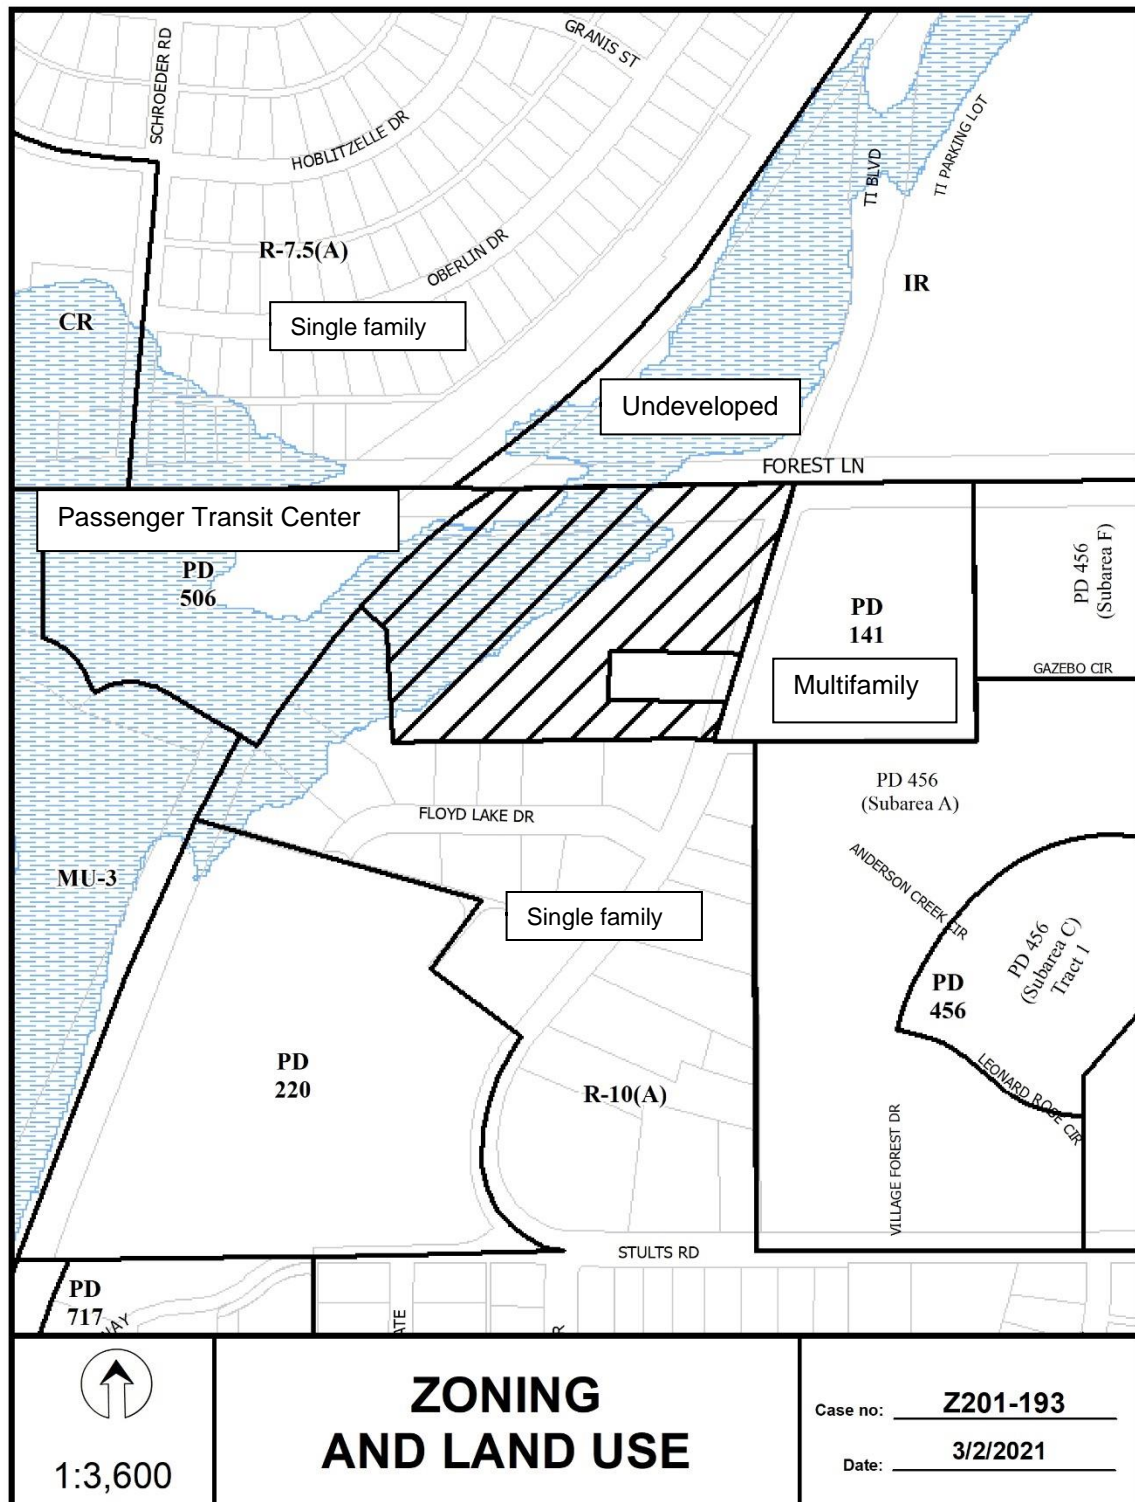 GRANIS ST
SCHROEDER RD
HOBLITZELLE DR
TI PARKING LOT
TI BLVD
R-7.5(A)
OBERLIN DR
IR
CR
Single family
Undeveloped
FOREST LN
Passenger Transit Center
PD
506
PD 456
(Subarea F)
PD
141
GAZEBO CIR
Multifamily
PD 456
(Subarea A)
FLOYD LAKE DR
MU-3
ANDERSON CREEK CIR
Single family
PD 456
(Subarea C)
Tract 1
PD
456
PD
220
R-10(A)
LEONARD ROSE CIR
VILLAGE FOREST DR
STULTS RD
PD
717
WAY
ATE
R
1:3,600
ZONING
AND LAND USE
Case no: Z201-193
Date: 3/2/2021